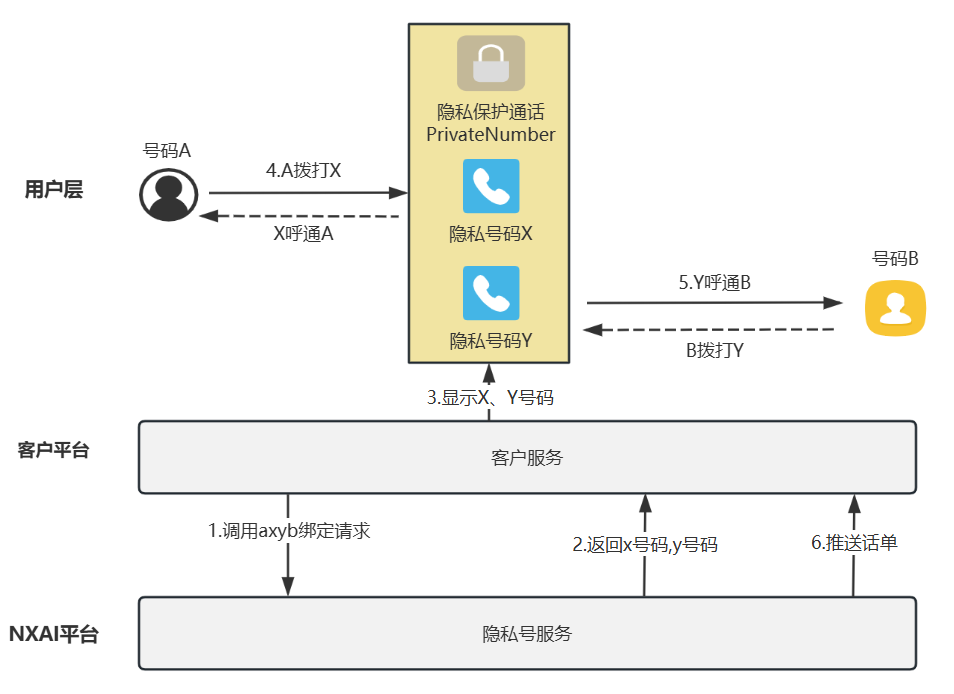 隐私保护通话
PrivateNumber
号码A
用户层
4.A拨打X
X呼通A
隐私号码X
号码B
5.Y呼通B
隐私号码Y
B拨打Y
3.显示X、Y号码
客户平台
客户服务
1.调用axyb绑定请求
2.返回x号码,y号码
6.推送话单
NXAI平台
隐私号服务